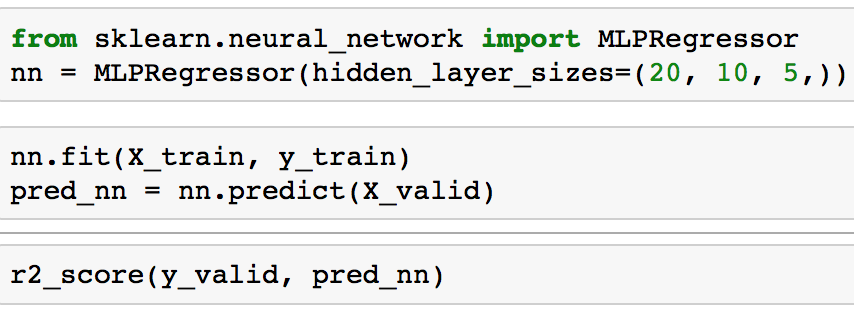 from sklearn.neural_network import MLPRegressor
nn = MLPRegressor(hidden_layer_sizes=(20, 10, 5,))
nn.fit(X_train, y_train)
pred_nn = nn.predict(X_valid)
r2_score(y_valid, pred_nn)